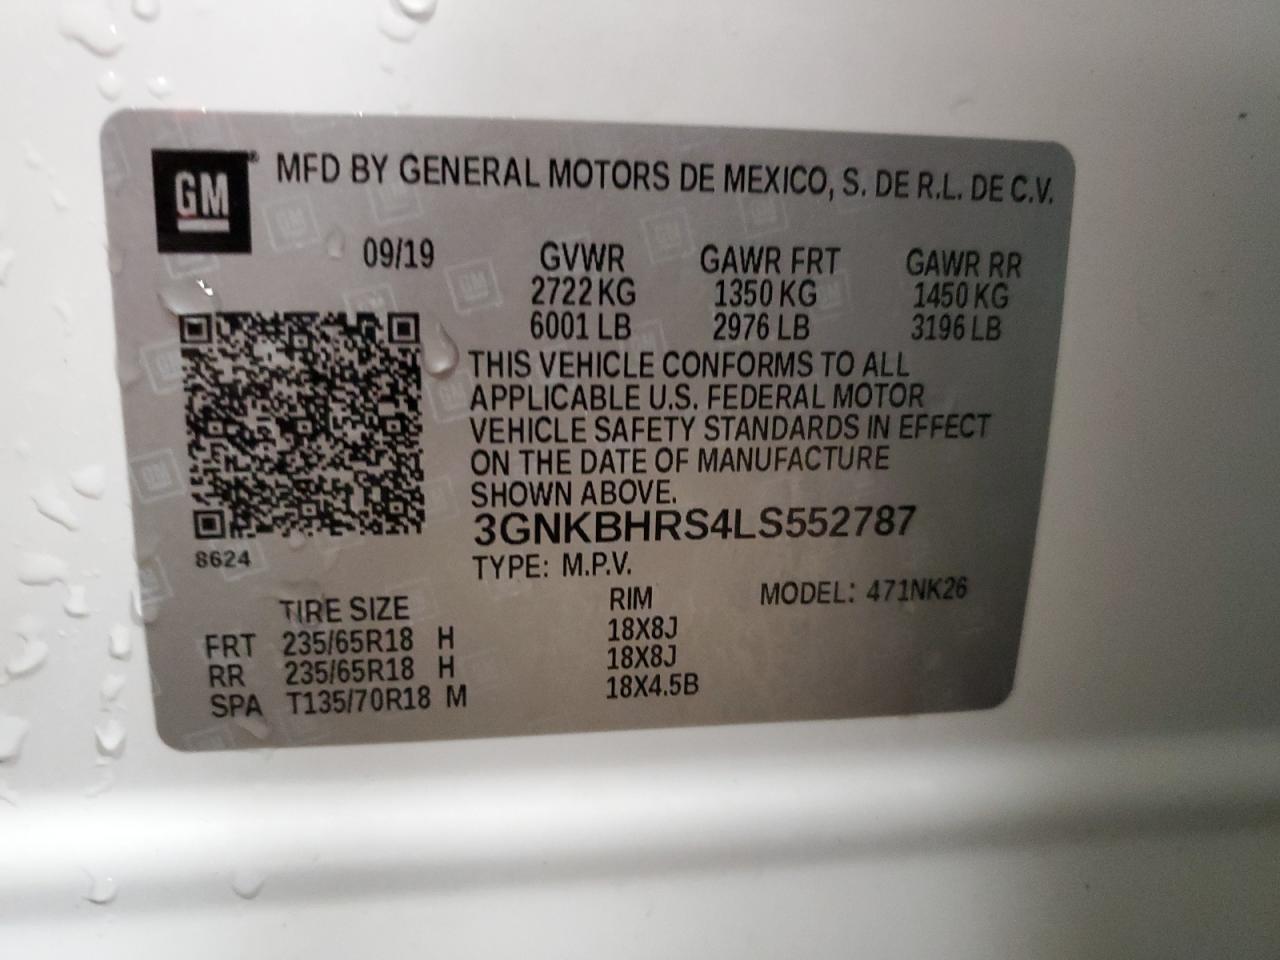 GM® MFD BY GENERAL MOTORS DE MEXICO, S. DE R.L. DE C.V.
09/19 GVWR GAWR FRT GAWR RR
2722 KG 1350 KG 1450 KG
6001 LB 2976 LB 3196 LB
THIS VEHICLE CONFORMS TO ALL
APPLICABLE U.S. FEDERAL MOTOR
VEHICLE SAFETY STANDARDS IN EFFECT
ON THE DATE OF MANUFACTURE
SHOWN ABOVE.
3GNKBHRS4LS552787
8624
TYPE: M.P.V.
TIRE SIZE RIM MODEL: 471NK26
FRT 235/65R18 H 18X8J
RR 235/65R18 H 18X8J
SPA T135/70R18 M 18X4.5B